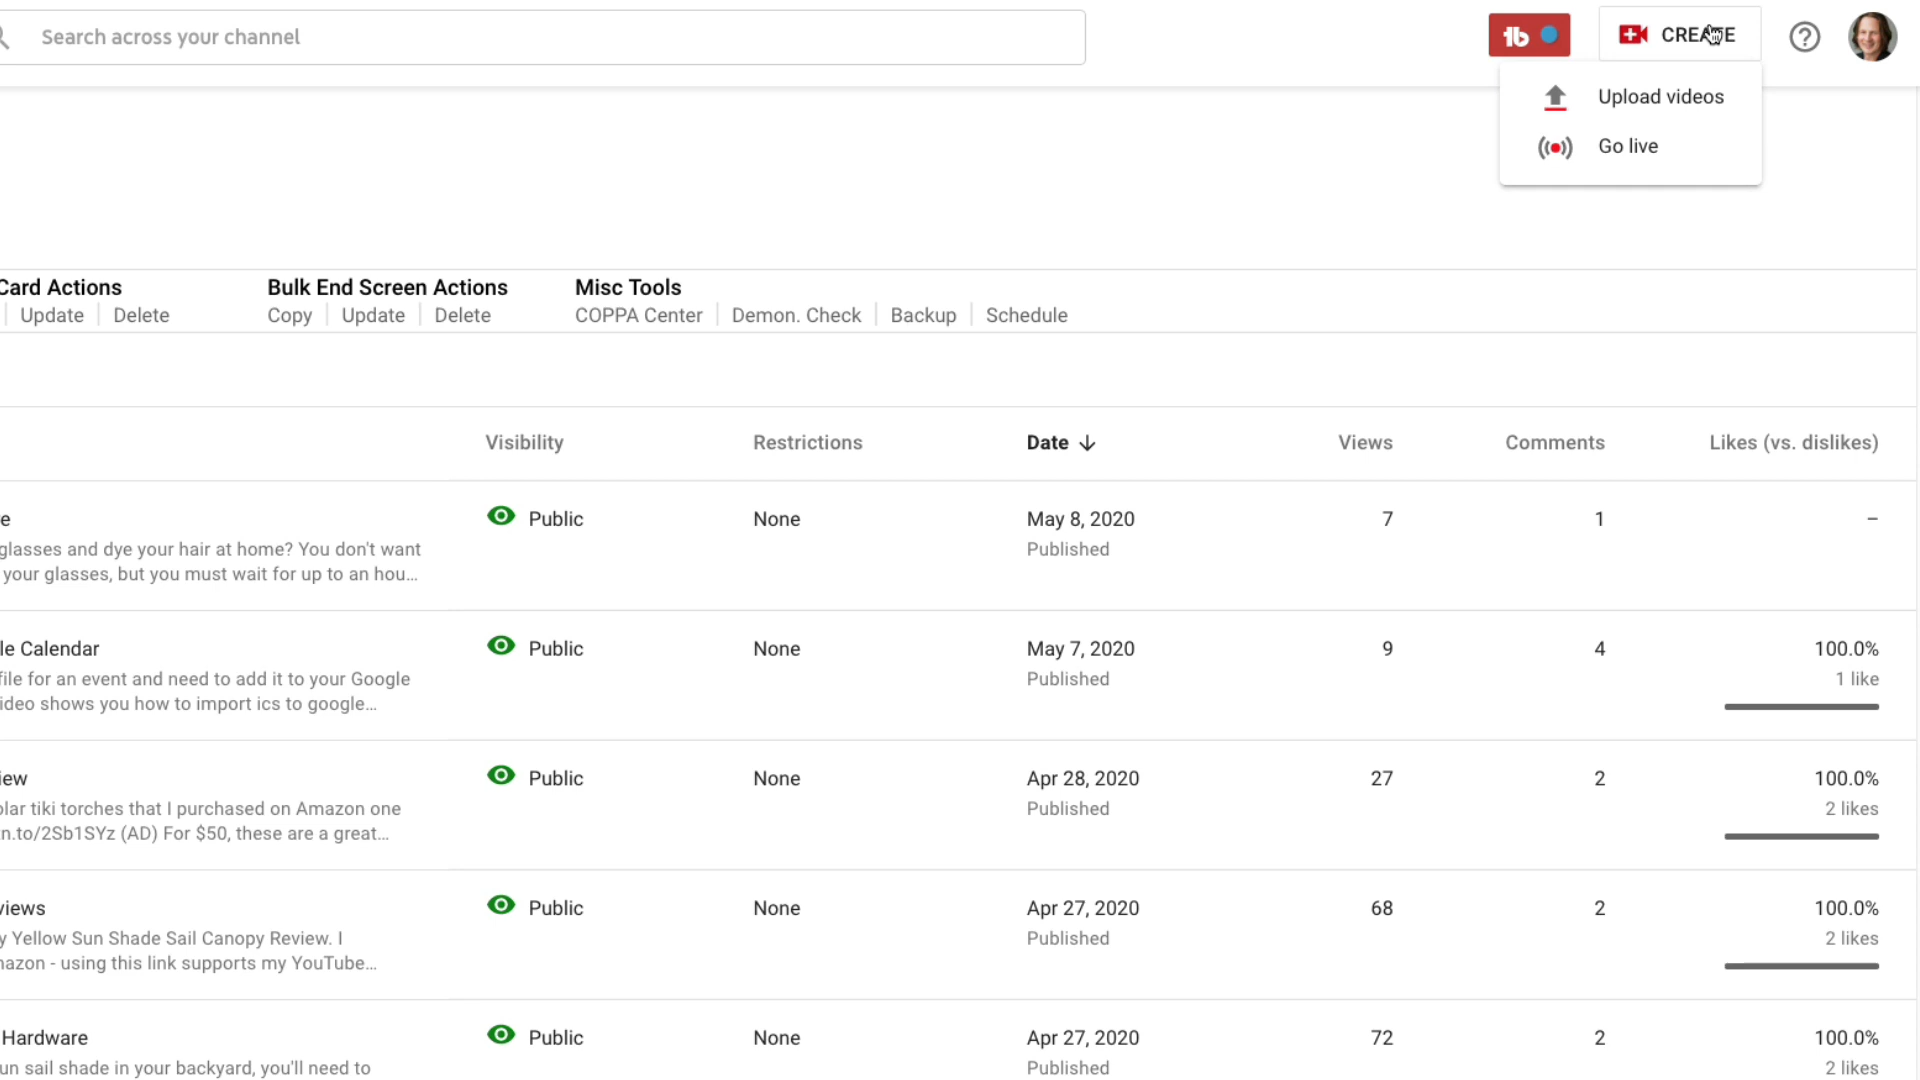 Search across your channel
CREATE
Upload videos
Go live
Card Actions
Update Delete
Bulk End Screen Actions
Copy Update Delete
Misc Tools
COPPA Center Demon. Check Backup Schedule
Visibility Restrictions Date Views Comments Likes (vs. dislikes)
e Public None May 8, 2020 7 1 –
glasses and dye your hair at home? You don't want Published
your glasses, but you must wait for up to an hou...
le Calendar Public None May 7, 2020 9 4 100.0%
file for an event and need to add it to your Google Published 1 like
ideo shows you how to import ics to google...
iew Public None Apr 28, 2020 27 2 100.0%
olar tiki torches that I purchased on Amazon one Published 2 likes
n.to/2Sb1SYz (AD) For $50, these are a great...
views Public None Apr 27, 2020 68 2 100.0%
y Yellow Sun Shade Sail Canopy Review. I Published 2 likes
nazon - using this link supports my YouTube...
Hardware Public None Apr 27, 2020 72 2 100.0%
un sail shade in your backyard, you'll need to Published 2 likes